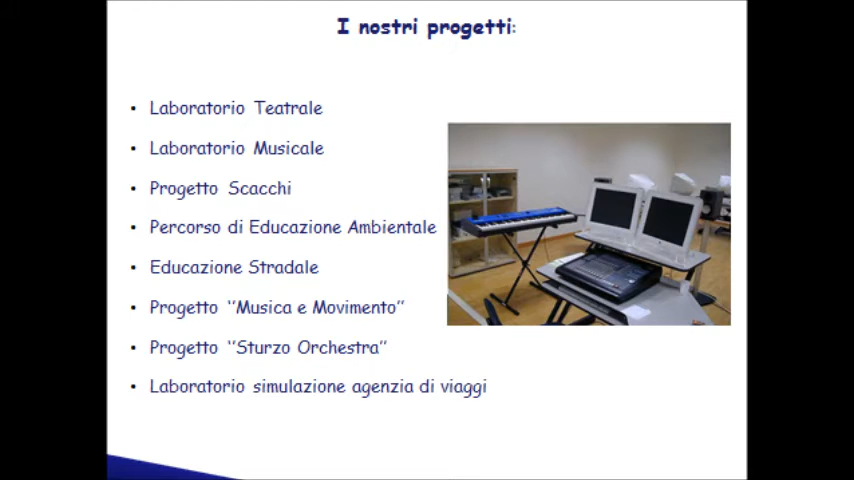 I nostri progetti:
• Laboratorio Teatrale
• Laboratorio Musicale
• Progetto Scacchi
• Percorso di Educazione Ambientale
• Educazione Stradale
• Progetto “Musica e Movimento”
• Progetto “Sturzo Orchestra”
• Laboratorio simulazione agenzia di viaggi